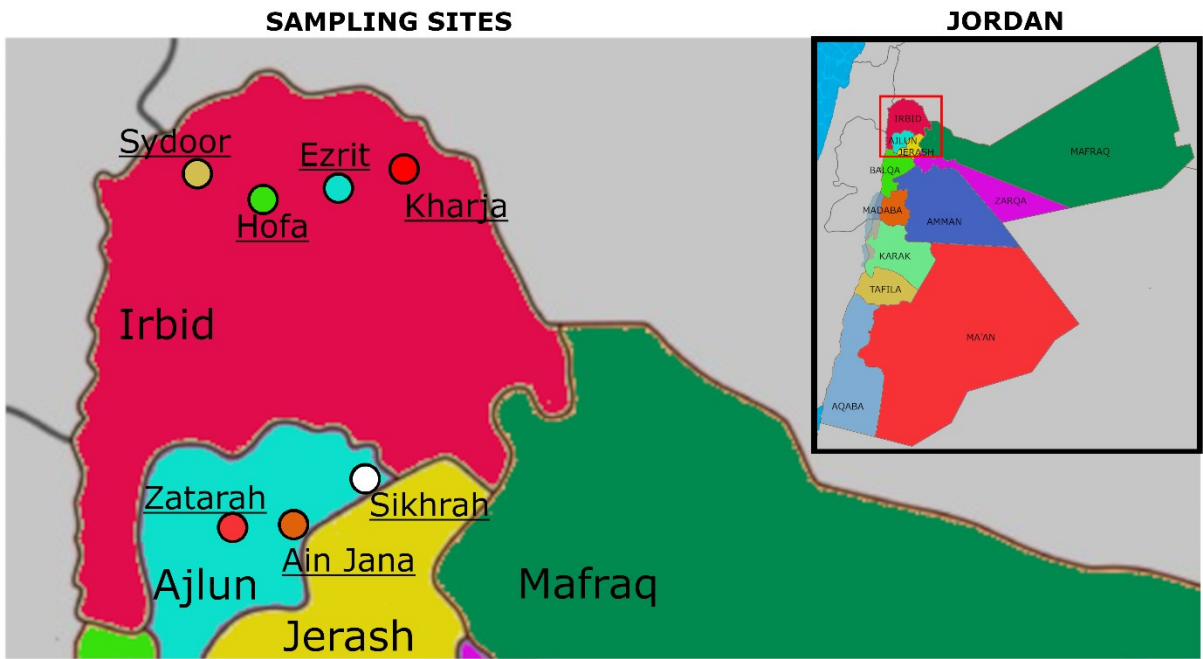 SAMPLING SITES
JORDAN
Sydoor
Ezrit
Hofa
Kharja
Irbid
Zatarah
Sikhrah
Ain Jana
Ajlun
Mafraq
Jerash
IRBID
AJLUN
JERASH
MAFRAQ
BALQA
ZARQA
MADABA
AMMAN
KARAK
TAFILA
MA'AN
AQABA